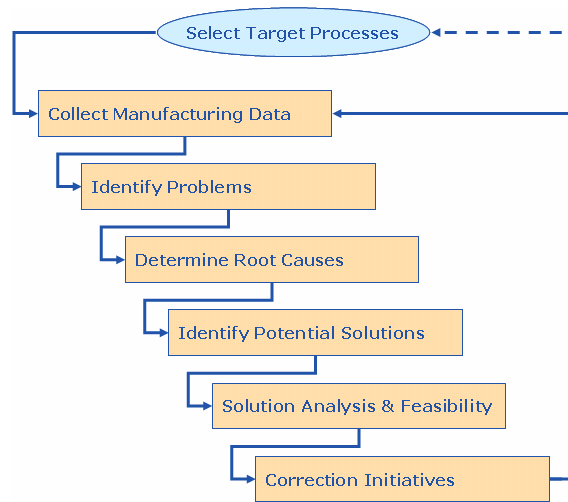 Select Target Processes
Collect Manufacturing Data
Identify Problems
Determine Root Causes
Identify Potential Solutions
Solution Analysis & Feasibility
Correction Initiatives